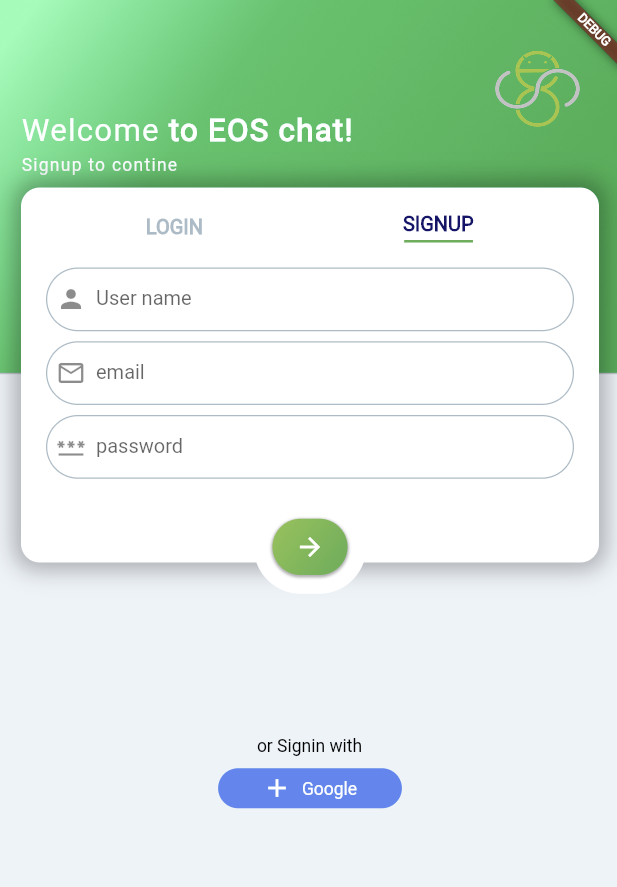 DEBUG
Welcome to EOS chat!
Signup to contine
LOGIN SIGNUP
User name
email
*** password
or Signin with
+ Google